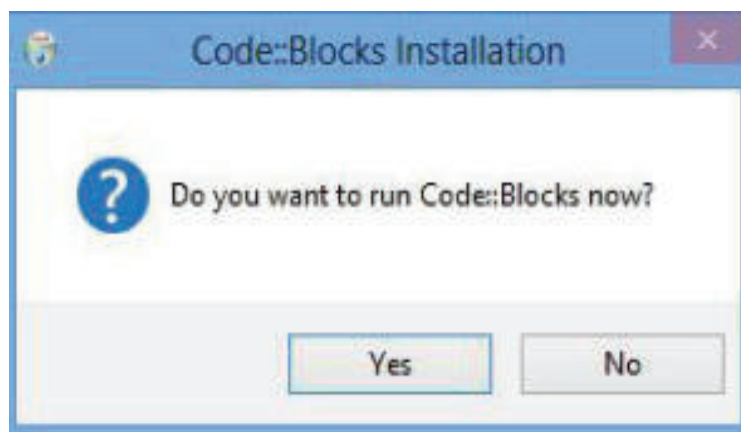 Code::Blocks Installation
Do you want to run Code::Blocks now?
Yes
No